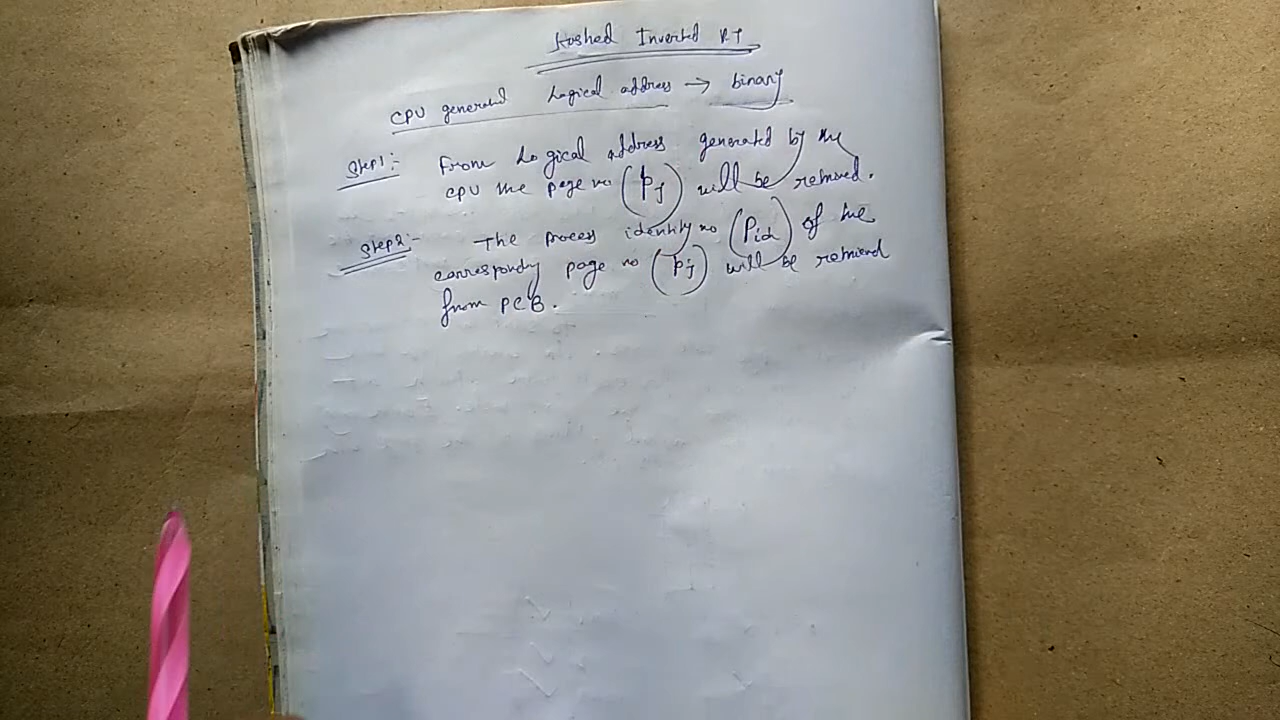 Hashed Inverted P.T
CPU generated Logical address → binary
Step1:- From Logical address generated by the
CPU the page no (Pj) will be retrieved.
Step2:- The process identity no (Pid) of the
corresponding page no (Pj) will be retrieved
from PCB.